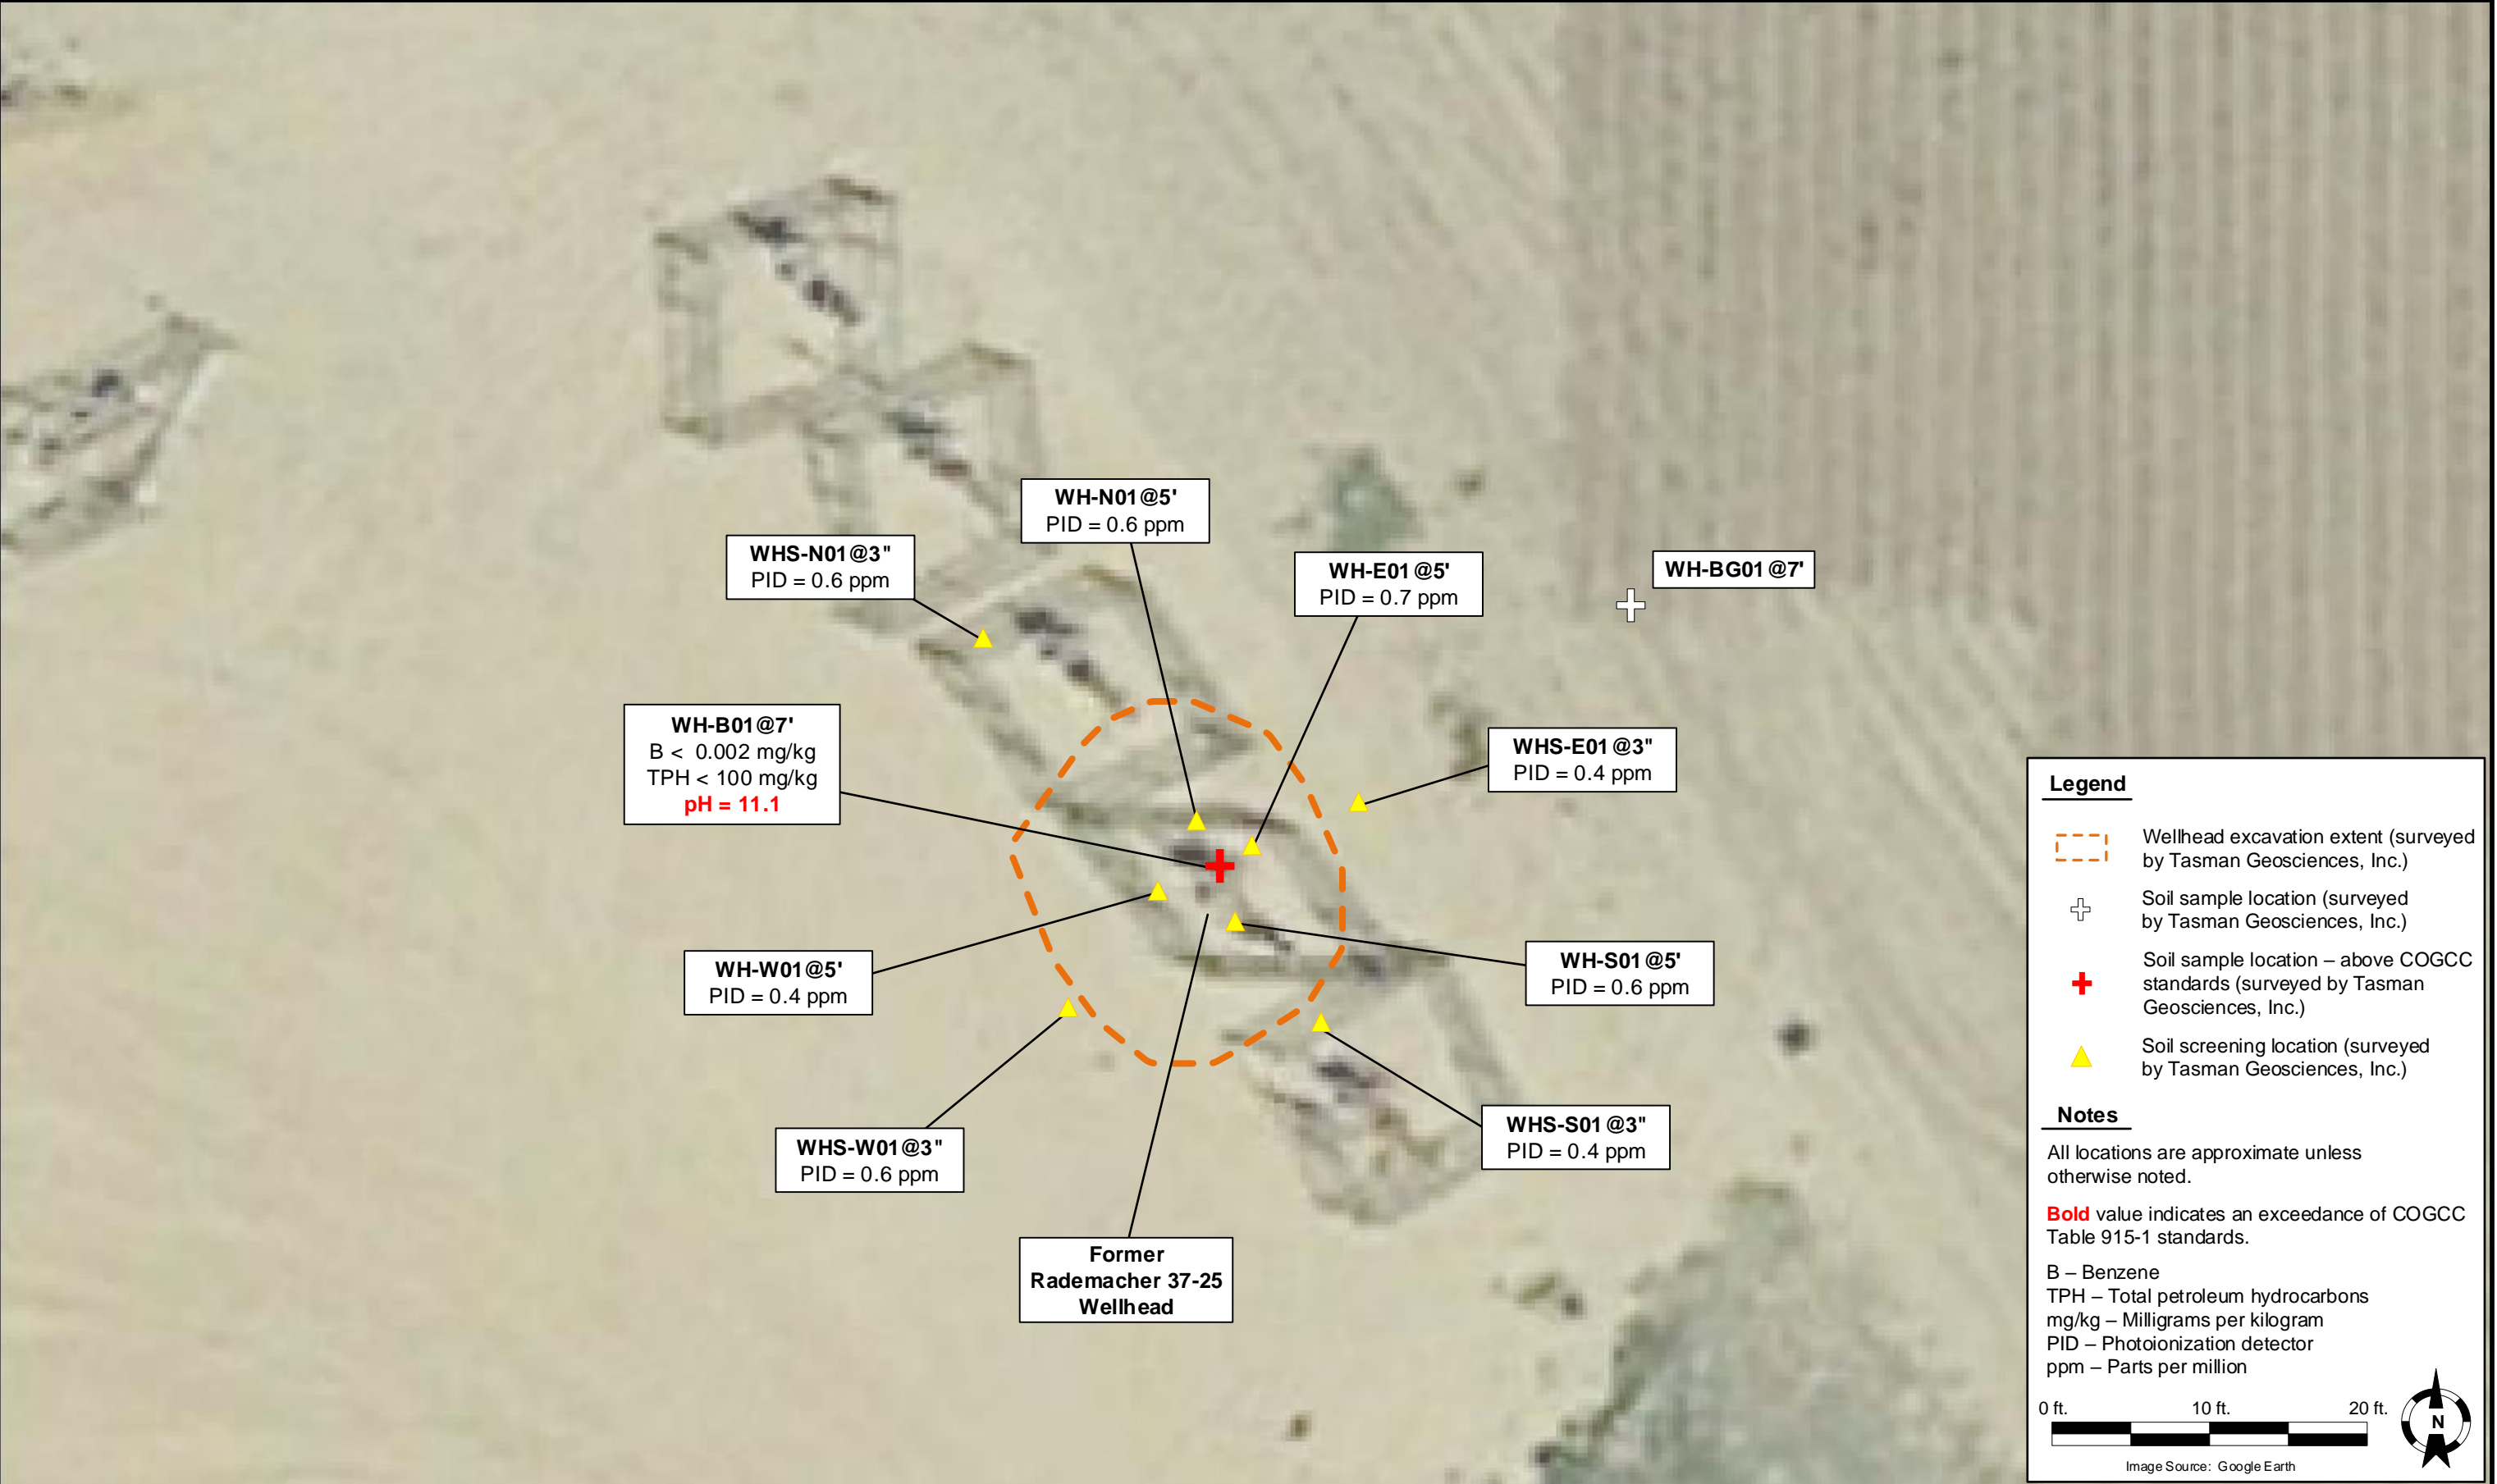 WH-N01@5'
PID = 0.6 ppm
WHS-N01@3"
PID = 0.6 ppm
WH-E01@5'
PID = 0.7 ppm
WH-BG01@7'
WH-B01@7'
B <  0.002 mg/kg
TPH < 100 mg/kg
pH = 11.1
WHS-E01@3"
PID = 0.4 ppm
WH-W01@5'
PID = 0.4 ppm
WH-S01@5'
PID = 0.6 ppm
WHS-W01@3"
PID = 0.6 ppm
WHS-S01@3"
PID = 0.4 ppm
Former
Rademacher 37-25
Wellhead
Legend
Wellhead excavation extent (surveyed
by Tasman Geosciences, Inc.)
Soil sample location (surveyed
by Tasman Geosciences, Inc.)
Soil sample location – above COGCC
standards (surveyed by Tasman
Geosciences, Inc.)
Soil screening location (surveyed
by Tasman Geosciences, Inc.)
Notes
All locations are approximate unless
otherwise noted.
Bold value indicates an exceedance of COGCC
Table 915-1 standards.
B – Benzene
TPH – Total petroleum hydrocarbons
mg/kg – Milligrams per kilogram
PID – Photoionization detector
ppm – Parts per million
0 ft. 10 ft. 20 ft.
N
Image Source: Google Earth